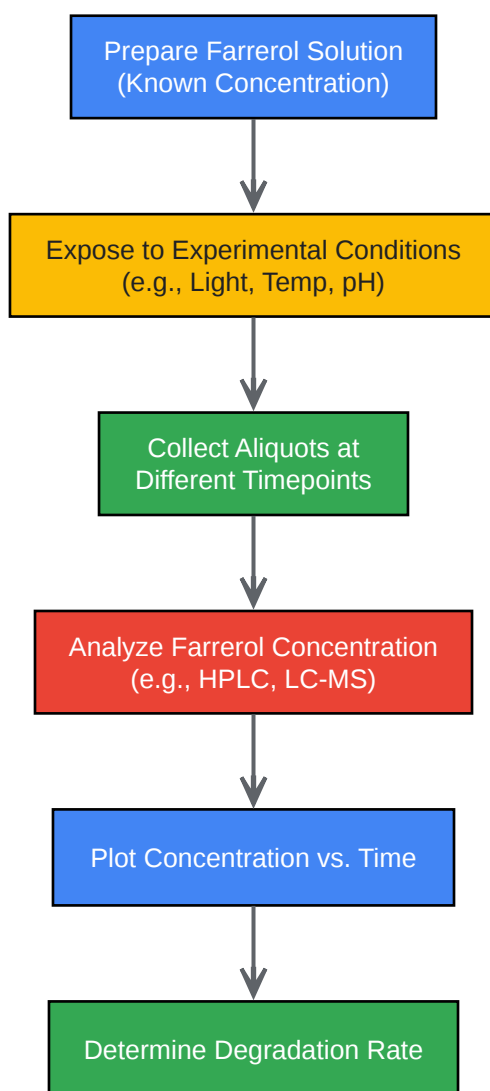 Prepare Farrerol Solution
(Known Concentration)
Expose to Experimental Conditions
(e.g., Light, Temp, pH)
Collect Aliquots at
Different Timepoints
Analyze Farrerol Concentration
(e.g., HPLC, LC-MS)
Plot Concentration vs. Time
Determine Degradation Rate